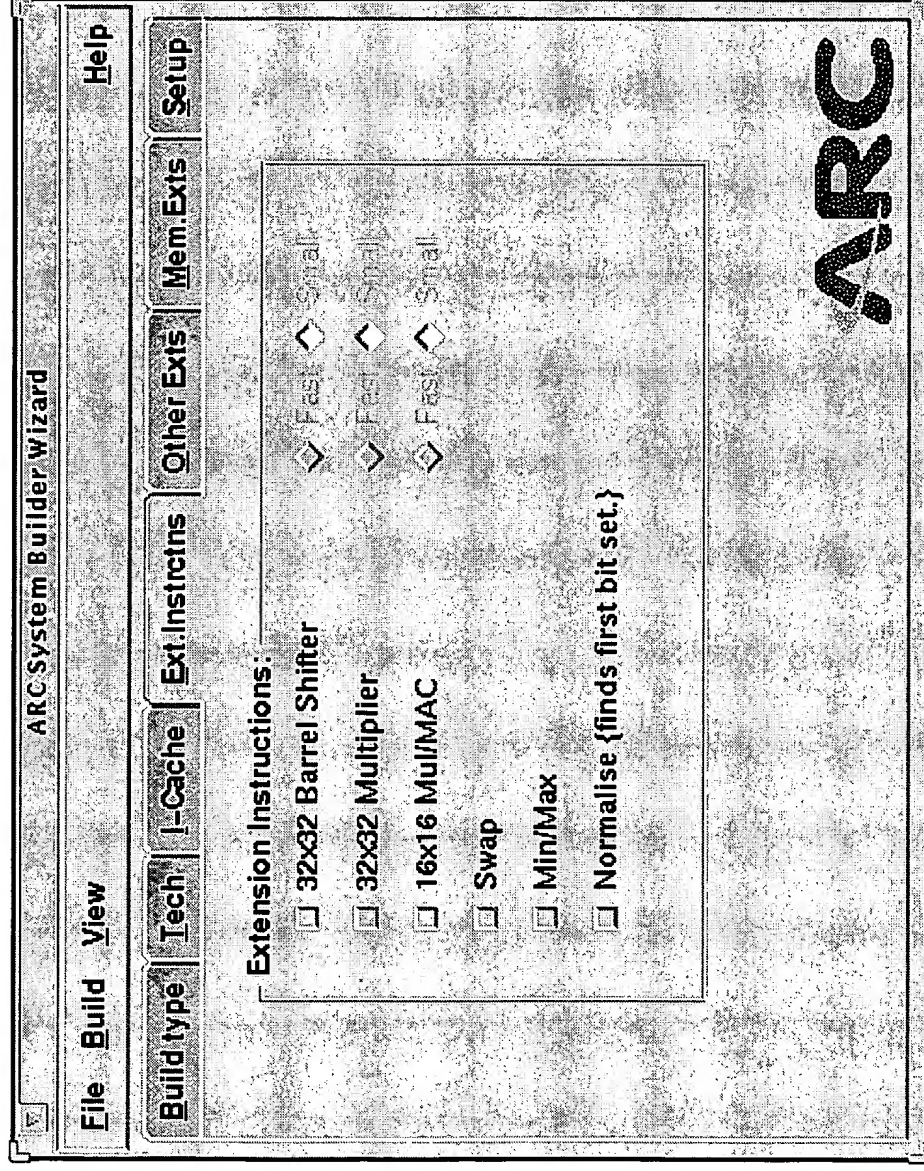 ARC System Builder Wizard
File Build View Help
Build type Tech I-Cache Ext.Instrctns Other Exts Mem.Exts Setup
Extension Instructions:
32x32 Barrel Shifter Fast Small
32x32 Multiplier Fast Small
16x16 Mul/MAC Fast Small
Swap
Min/Max
Normalise {finds first bit set.}
ARC